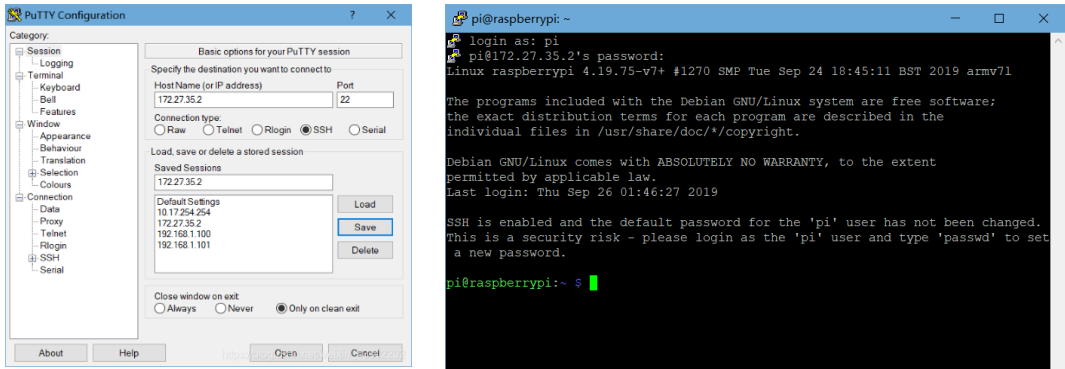 PuTTY Configuration
? ×
Category:
Session
Logging
Terminal
Keyboard
Bell
Features
Window
Appearance
Behaviour
Translation
Selection
Colours
Connection
Data
Proxy
Telnet
Rlogin
SSH
Serial
Basic options for your PuTTY session
Specify the destination you want to connect to
Host Name (or IP address) Port
172.27.35.2 22
Connection type:
Raw Telnet Rlogin SSH Serial
Load, save or delete a stored session
Saved Sessions
172.27.35.2
Default Settings
10.17.254.254
172.27.35.2
192.168.1.100
192.168.1.101
Load
Save
Delete
Close window on exit:
Always Never Only on clean exit
About Help Open Cancel
pi@raspberrypi: ~
login as: pi
pi@172.27.35.2's password:
Linux raspberrypi 4.19.75-v7+ #1270 SMP Tue Sep 24 18:45:11 BST 2019 armv7l
The programs included with the Debian GNU/Linux system are free software;
the exact distribution terms for each program are described in the
individual files in /usr/share/doc/*/copyright.
Debian GNU/Linux comes with ABSOLUTELY NO WARRANTY, to the extent
permitted by applicable law.
Last login: Thu Sep 26 01:46:27 2019
SSH is enabled and the default password for the 'pi' user has not been changed.
This is a security risk - please login as the 'pi' user and type 'passwd' to set
a new password.
pi@raspberrypi:~ $